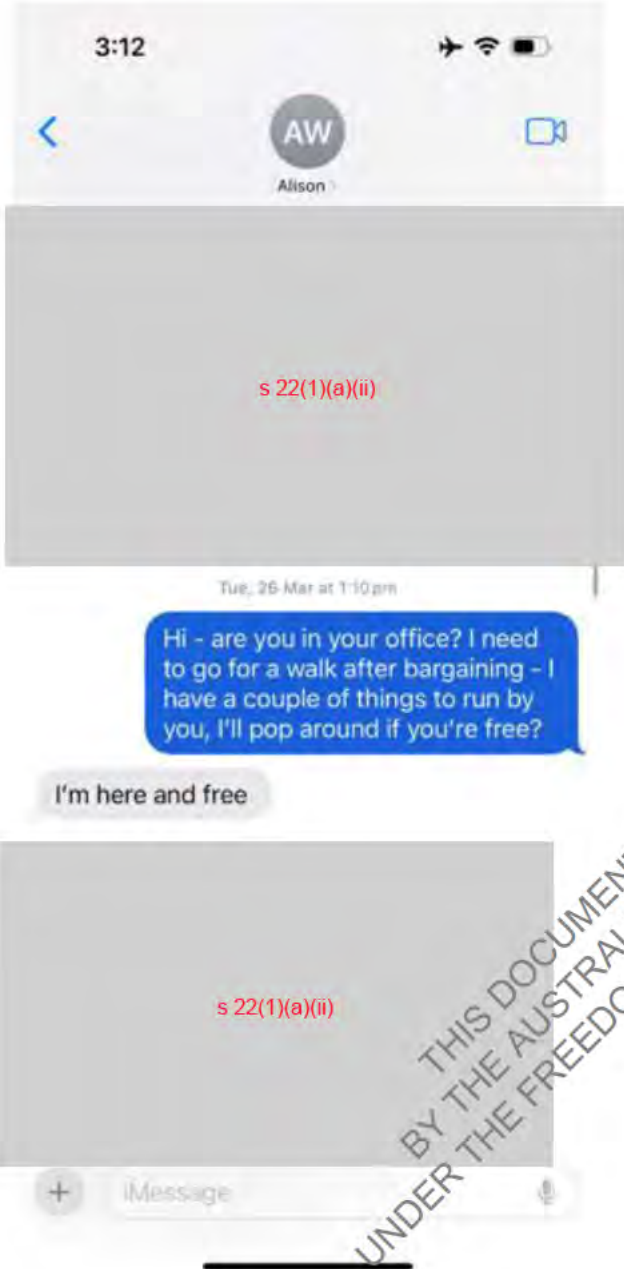 3:12
AW
Alison
s 22(1)(a)(ii)
Tue, 26 Mar at 1:10 pm
Hi - are you in your office? I need
to go for a walk after bargaining - I
have a couple of things to run by
you, I'll pop around if you're free?
I'm here and free
s 22(1)(a)(ii)
THIS DOCUMENT
BY THE
UNDER THE
iMessage